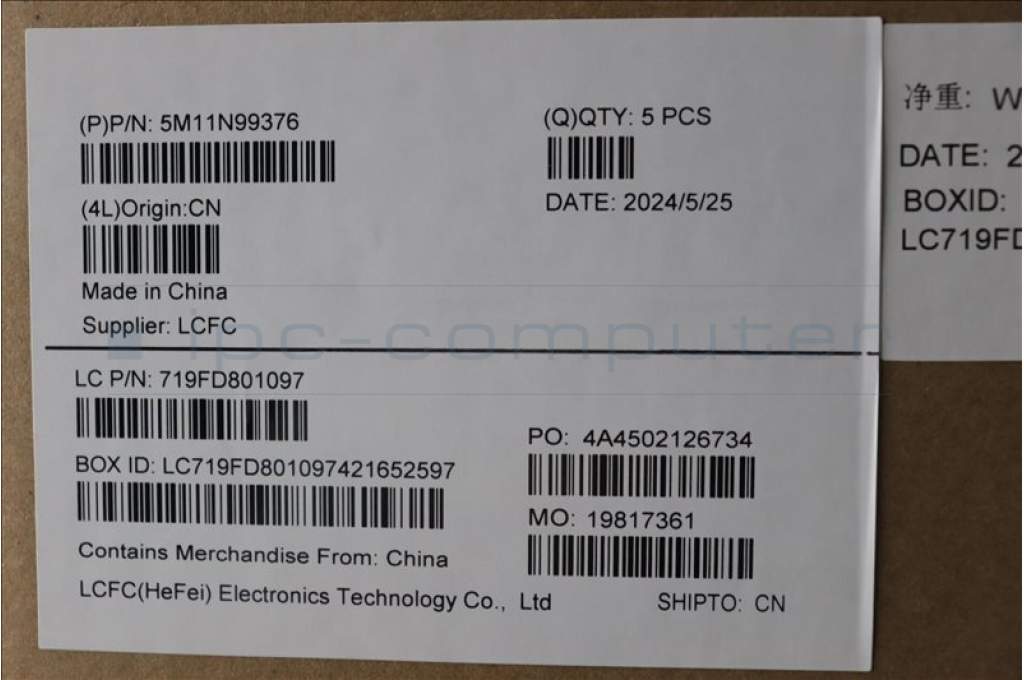 (P)P/N: 5M11N99376
(Q)QTY: 5 PCS
DATE: 2024/5/25
(4L)Origin:CN
Made in China
Supplier: LCFC
ipc-computer
LC P/N: 719FD801097
BOX ID: LC719FD801097421652597
PO: 4A4502126734
MO: 19817361
Contains Merchandise From: China
LCFC(HeFei) Electronics Technology Co., Ltd
SHIPTO: CN
净重: W
DATE: 2
BOXID:
LC719FD